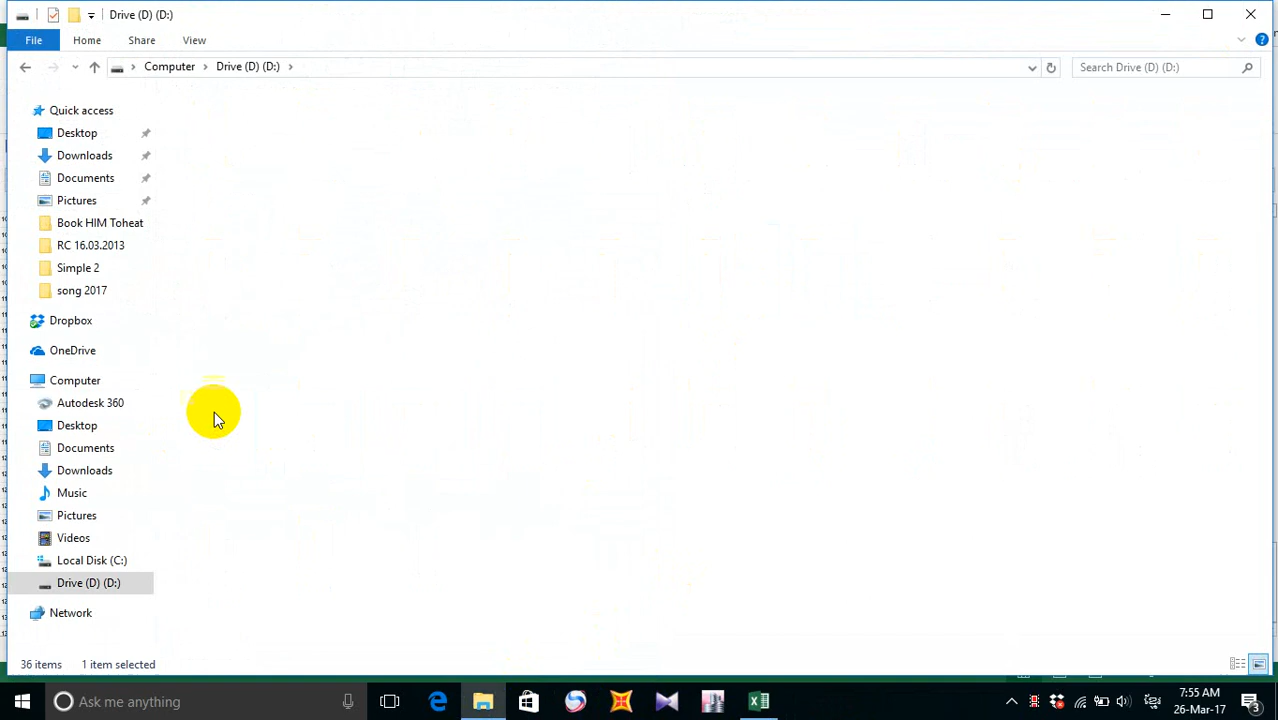 Drive (D) (D:)
File Home Share View
Computer Drive (D) (D:) Search Drive (D) (D:)
Quick access
Desktop
Downloads
Documents
Pictures
Book HIM Toheat
RC 16.03.2013
Simple 2
song 2017
Dropbox
OneDrive
Computer
Autodesk 360
Desktop
Documents
Downloads
Music
Pictures
Videos
Local Disk (C:)
Drive (D) (D:)
Network
36 items 1 item selected
Ask me anything
7:55 AM
26-Mar-17
3